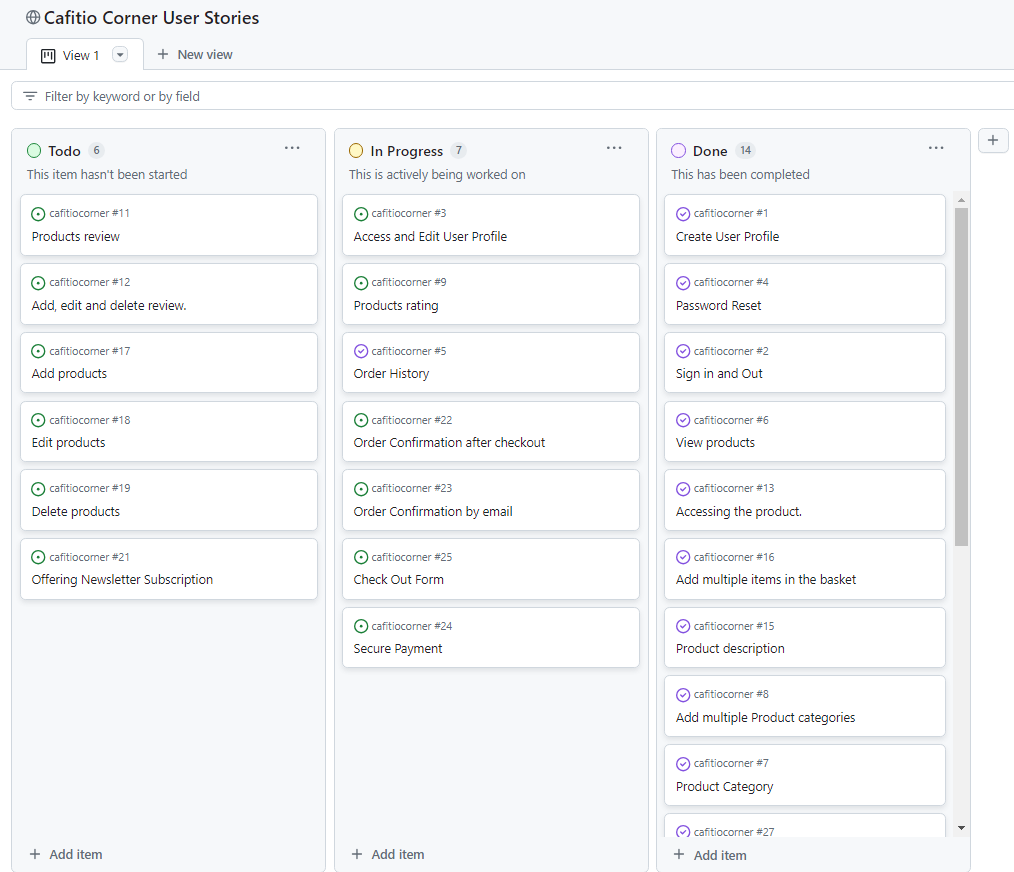 Cafitio Corner User Stories
View 1
New view
Filter by keyword or by field
Todo 6
This item hasn't been started
cafitiocorner #11
Products review
cafitiocorner #12
Add, edit and delete review.
cafitiocorner #17
Add products
cafitiocorner #18
Edit products
cafitiocorner #19
Delete products
cafitiocorner #21
Offering Newsletter Subscription
Add item
In Progress 7
This is actively being worked on
cafitiocorner #3
Access and Edit User Profile
cafitiocorner #9
Products rating
cafitiocorner #5
Order History
cafitiocorner #22
Order Confirmation after checkout
cafitiocorner #23
Order Confirmation by email
cafitiocorner #25
Check Out Form
cafitiocorner #24
Secure Payment
Add item
Done 14
This has been completed
cafitiocorner #1
Create User Profile
cafitiocorner #4
Password Reset
cafitiocorner #2
Sign in and Out
cafitiocorner #6
View products
cafitiocorner #13
Accessing the product.
cafitiocorner #16
Add multiple items in the basket
cafitiocorner #15
Product description
cafitiocorner #8
Add multiple Product categories
cafitiocorner #7
Product Category
cafitiocorner #27
Add item